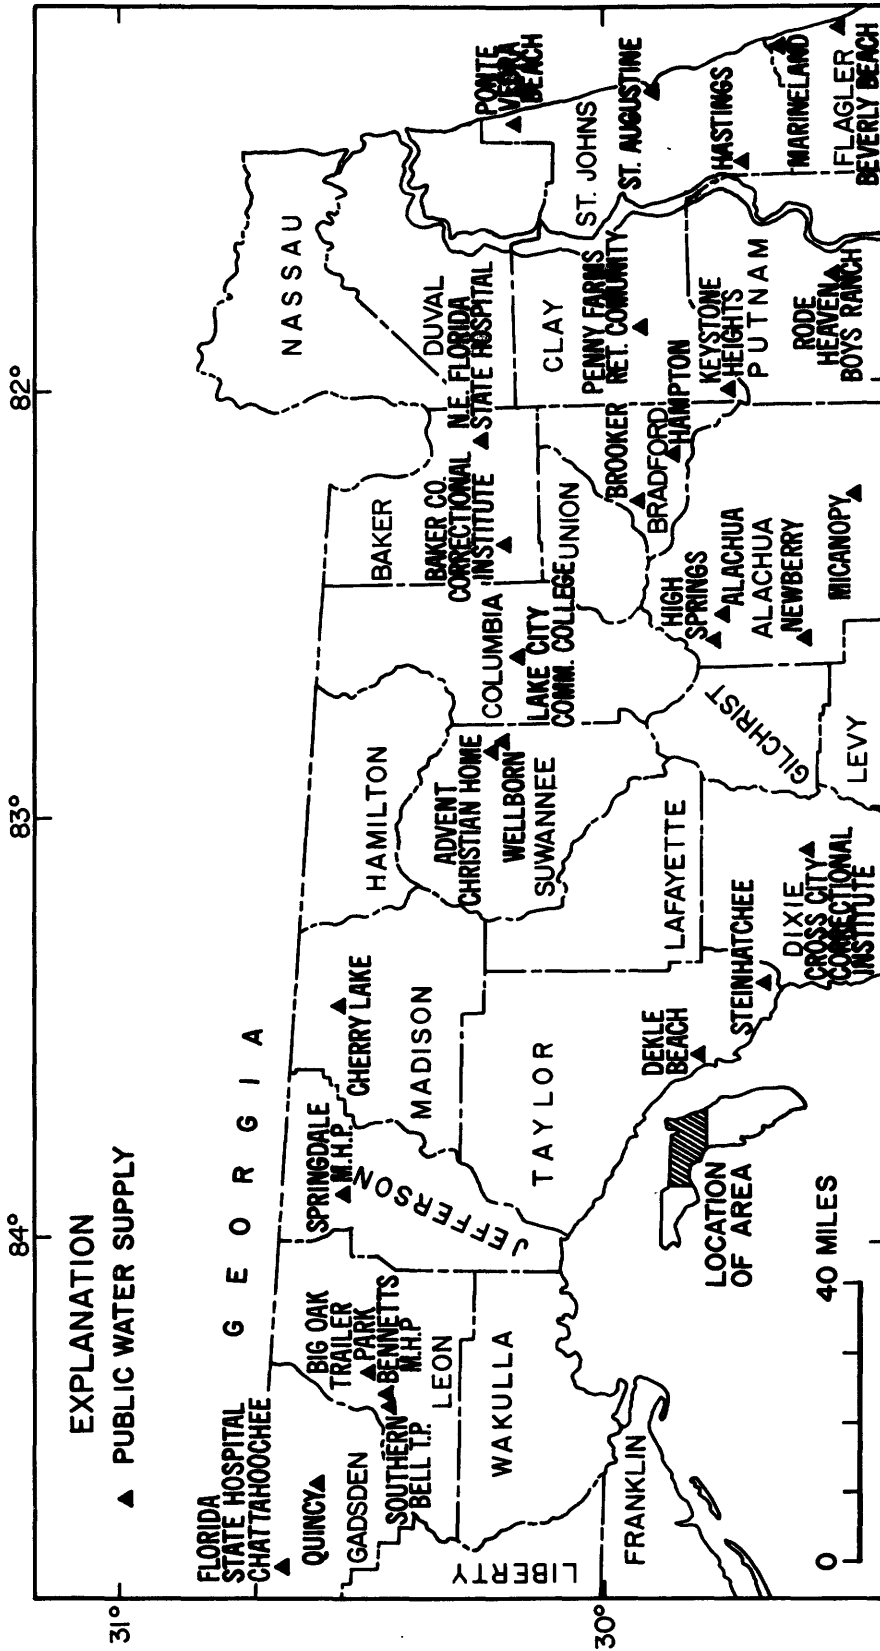 EXPLANATION
PUBLIC WATER SUPPLY
31°
30°
84°
83°
82°
GEORGIA
FLORIDA
STATE HOSPITAL
CHATTAHOOCHEE
QUINCY
GADSDEN
SOUTHERN
BELL T.P.
BIG OAK
TRAILER
PARK
BENNETTS
M.H.P
LEON
WAKULLA
LIBERTY
FRANKLIN
SPRINGDALE
M.H.P.
JEFFERSON
CHERRY LAKE
MADISON
TAYLOR
DEKLE
BEACH
STEINHATCHEE
HAMILTON
ADVENT
CHRISTIAN HOME
WELLBORN
SUWANNEE
LAFAYETTE
DIXIE
CROSS CITY
CORRECTIONAL
INSTITUTE
GILCHRIST
LEVY
COLUMBIA
LAKE CITY
COMM. COLLEGE
BAKER
BAKER CO.
CORRECTIONAL
INSTITUTE
UNION
HIGH
SPRINGS
ALACHUA
ALACHUA
NEWBERRY
MICANOPY
BROOKER
BRADFORD
HAMPTON
NASSAU
DUVAL
N.E. FLORIDA
STATE HOSPITAL
CLAY
PENNY FARMS
RET. COMMUNITY
KEYSTONE
HEIGHTS
PUTNAM
RODE
HEAVEN
BOYS RANCH
PONTE
VEDRA
BEACH
ST. JOHNS
ST. AUGUSTINE
HASTINGS
MARINELAND
FLAGLER
BEVERLY BEACH
LOCATION
OF AREA
0
40 MILES